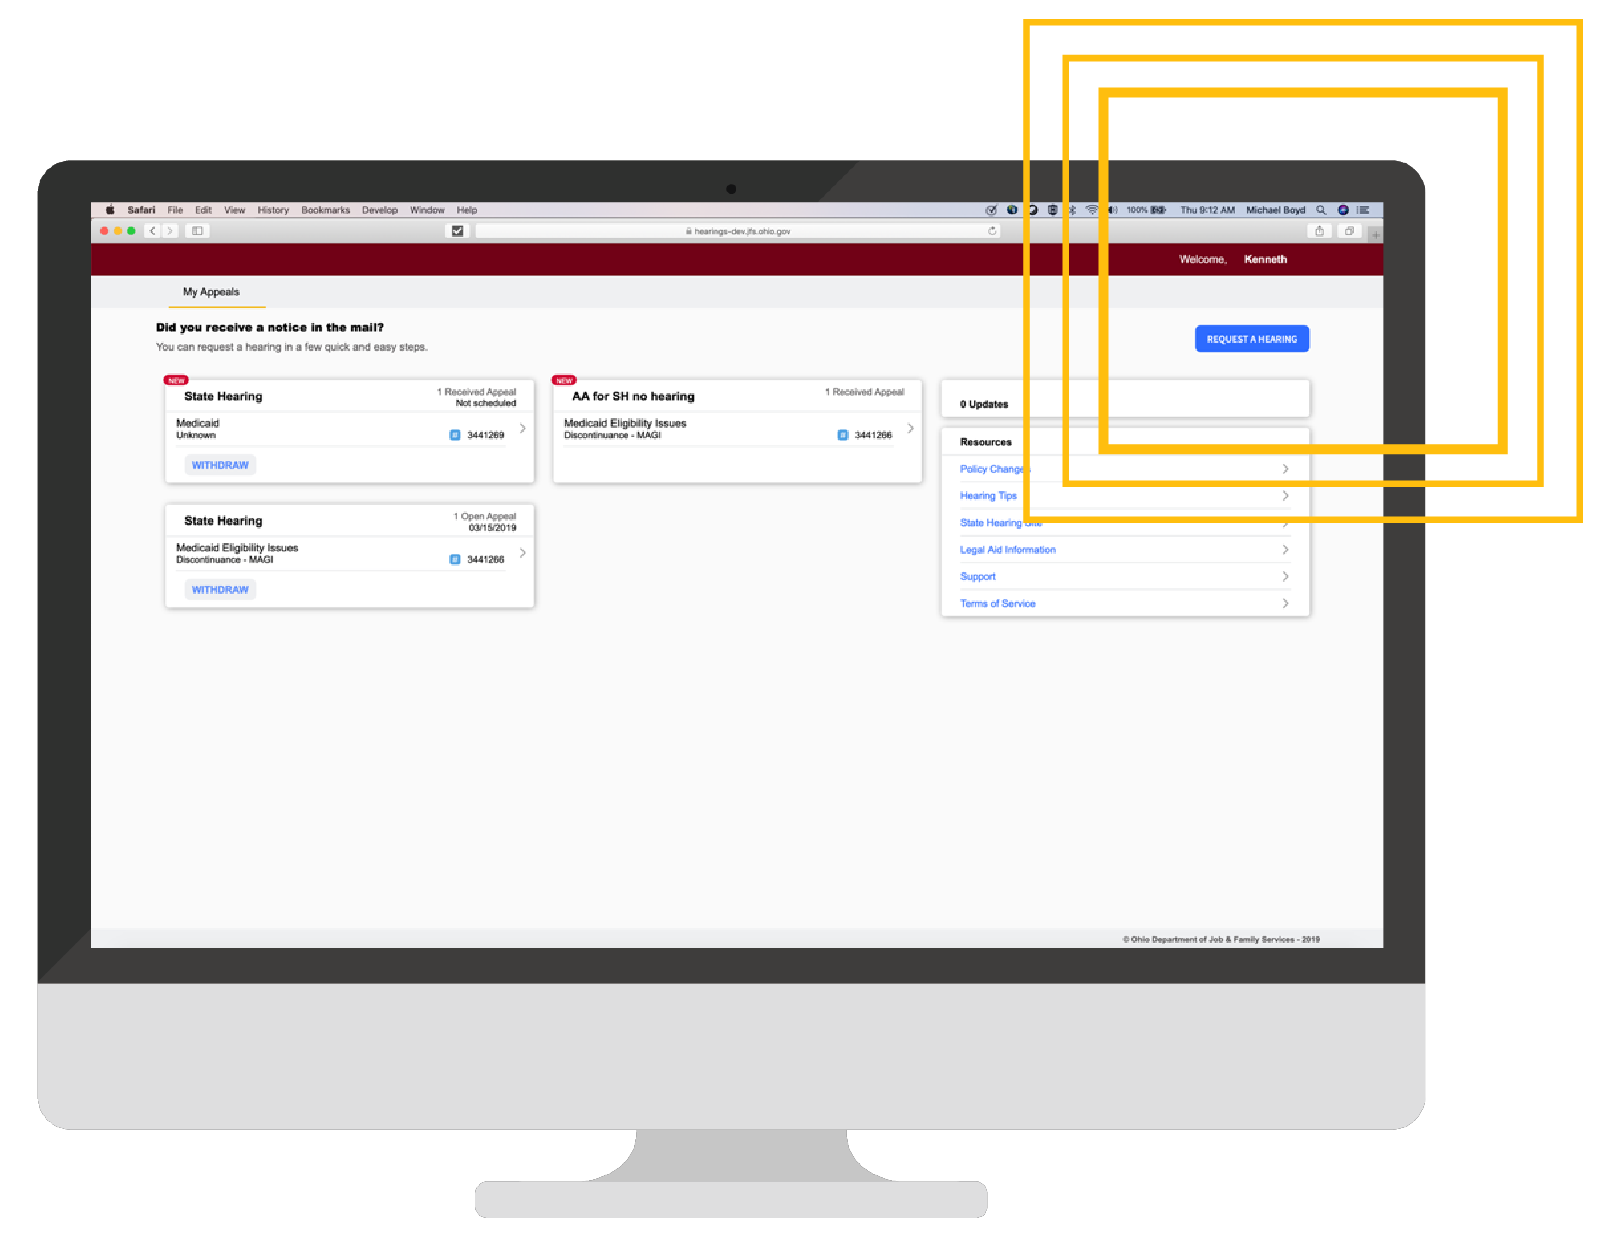 Safari File Edit View History Bookmarks Develop Window Help 100% Thu 9:12 AM Michael Boyd
hearings-dev.jfs.ohio.gov
Welcome, Kenneth
My Appeals
Did you receive a notice in the mail?
You can request a hearing in a few quick and easy steps.
REQUEST A HEARING
NEW
State Hearing
1 Received Appeal
Not scheduled
Medicaid
Unknown
# 3441269
WITHDRAW
NEW
AA for SH no hearing
1 Received Appeal
Medicaid Eligibility Issues
Discontinuance - MAGI
# 3441266
State Hearing
1 Open Appeal
03/15/2019
Medicaid Eligibility Issues
Discontinuance - MAGI
# 3441266
WITHDRAW
0 Updates
Resources
Policy Changes
Hearing Tips
State Hearing Site
Legal Aid Information
Support
Terms of Service
© Ohio Department of Job & Family Services - 2019